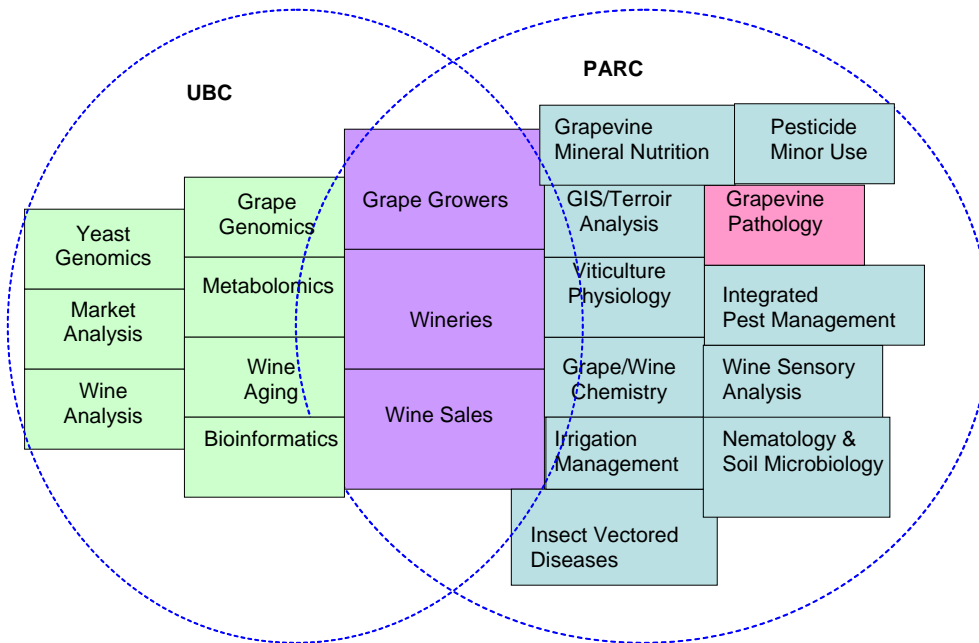 UBC
PARC
Yeast
Genomics
Market
Analysis
Wine
Analysis
Grape
Genomics
Metabolomics
Wine
Aging
Bioinformatics
Grape Growers
Wineries
Wine Sales
Grapevine
Mineral Nutrition
Pesticide
Minor Use
GIS/Terroir
Analysis
Grapevine
Pathology
Viticulture
Physiology
Integrated
Pest Management
Grape/Wine
Chemistry
Wine Sensory
Analysis
Irrigation
Management
Nematology &
Soil Microbiology
Insect Vectored
Diseases